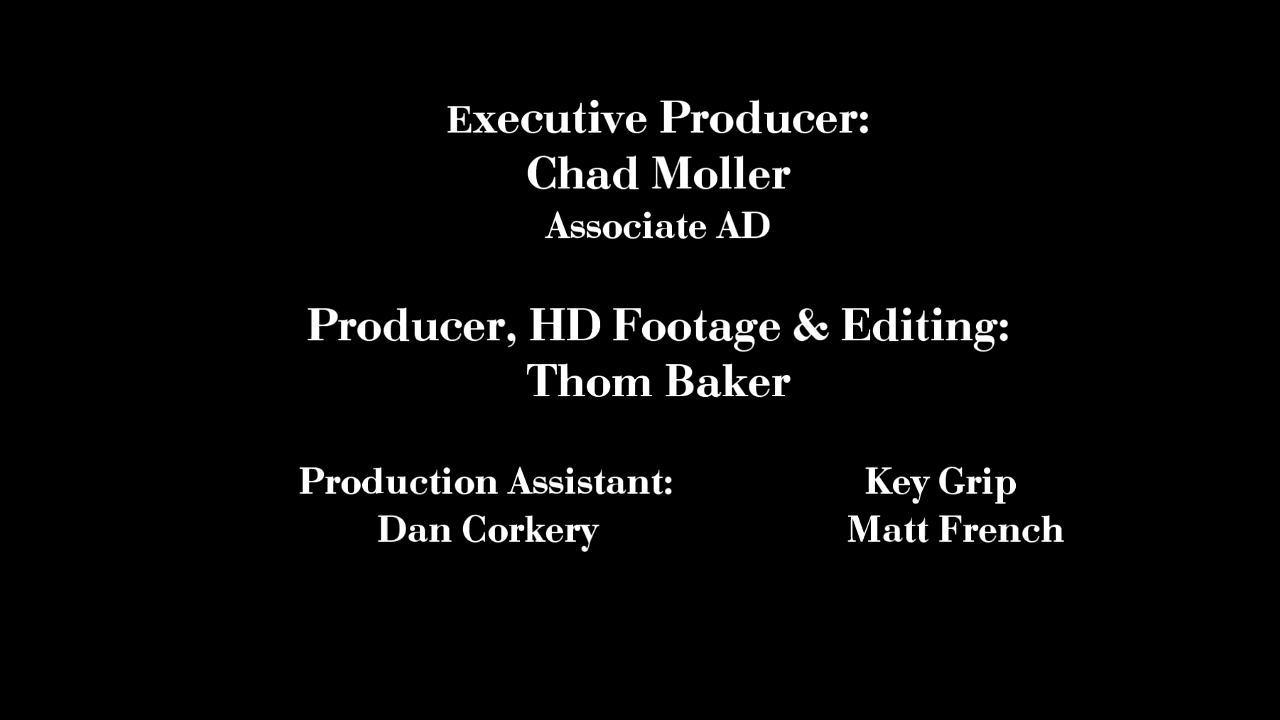 Executive Producer:
Chad Moller
Associate AD
Producer, HD Footage & Editing:
Thom Baker
Production Assistant:
Dan Corkery
Key Grip
Matt French